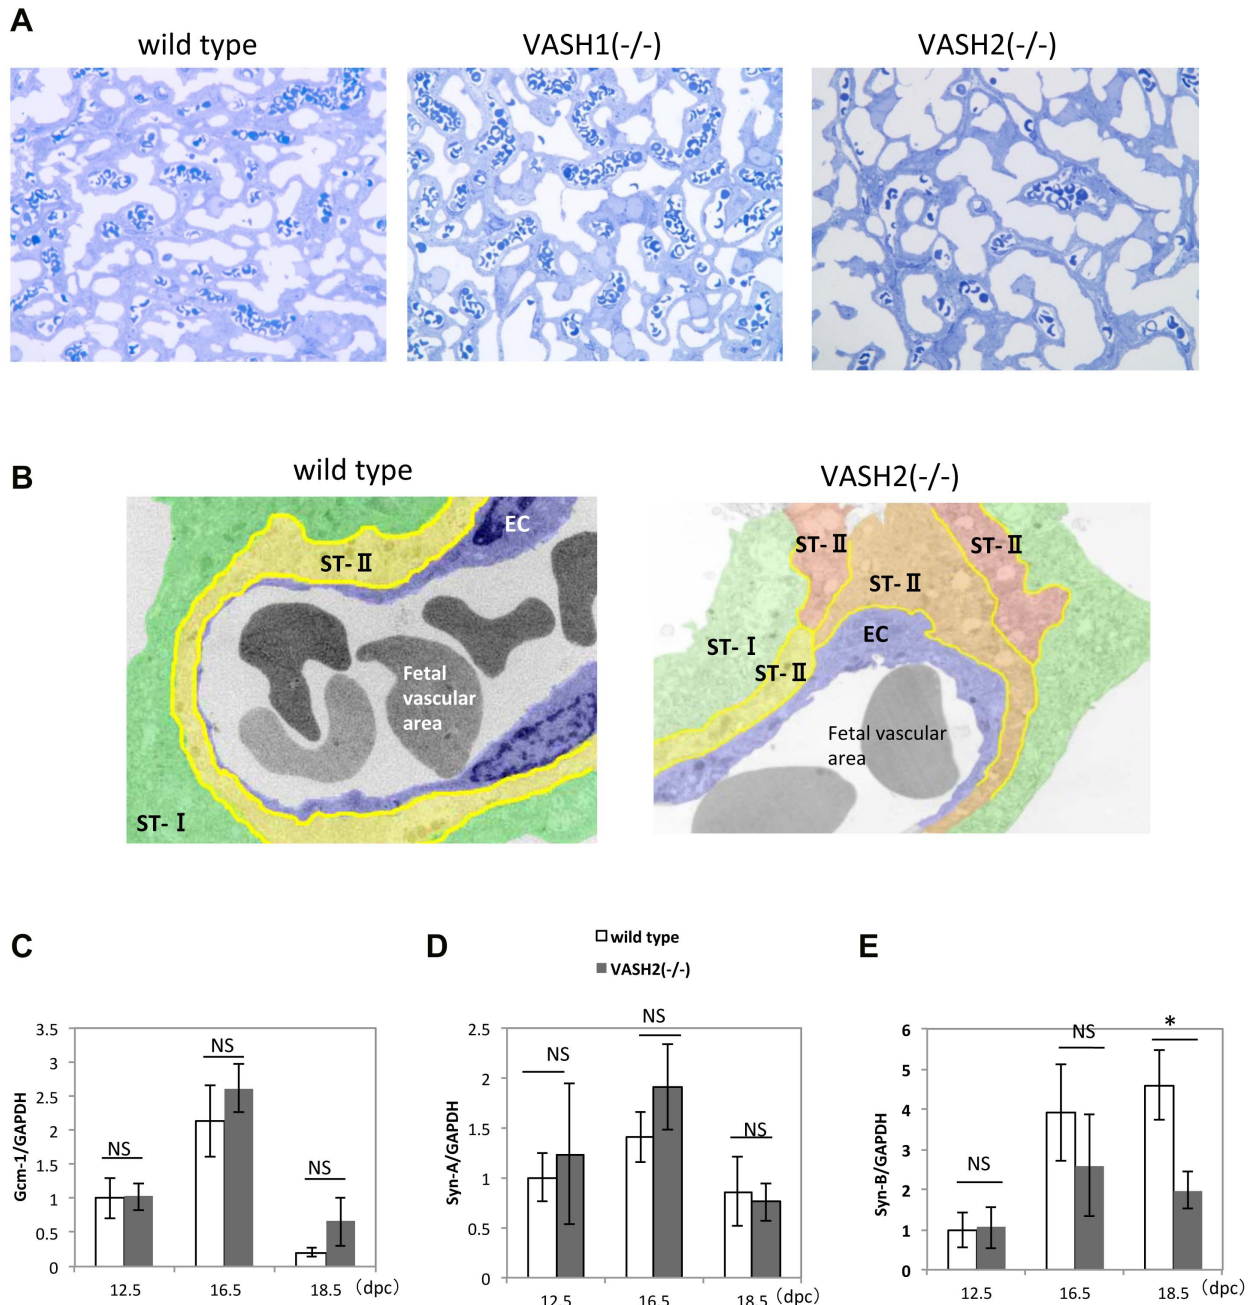 A
wild type
VASH1(-/-)
VASH2(-/-)
B
wild type
VASH2(-/-)
EC
ST-Ⅱ
Fetal
vascular
area
ST-Ⅰ
ST-Ⅱ
ST-Ⅱ
ST-Ⅱ
EC
ST-Ⅰ
ST-Ⅱ
Fetal vascular
area
C
D
wild type
VASH2(-/-)
E
Gcm-1/GAPDH
3.5
3
2.5
2
1.5
1
0.5
0
NS
NS
NS
12.5
16.5
18.5
(dpc)
Syn-A/GAPDH
2.5
2
1.5
1
0.5
0
NS
NS
NS
12.5
16.5
18.5
(dpc)
Syn-B/GAPDH
6
5
4
3
2
1
0
NS
NS
*
12.5
16.5
18.5
(dpc)